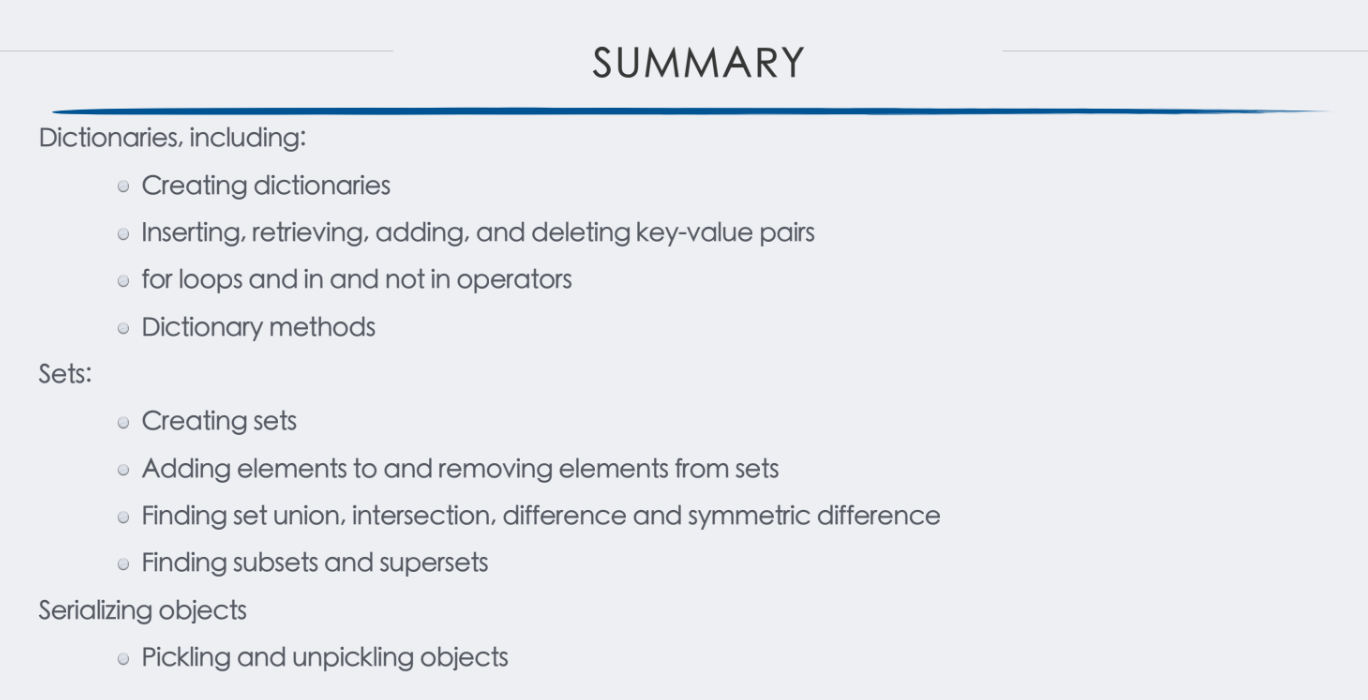 SUMMARY
Dictionaries, including:
Creating dictionaries
Inserting, retrieving, adding, and deleting key-value pairs
for loops and in and not in operators
Dictionary methods
Sets:
Creating sets
Adding elements to and removing elements from sets
Finding set union, intersection, difference and symmetric difference
Finding subsets and supersets
Serializing objects
Pickling and unpickling objects